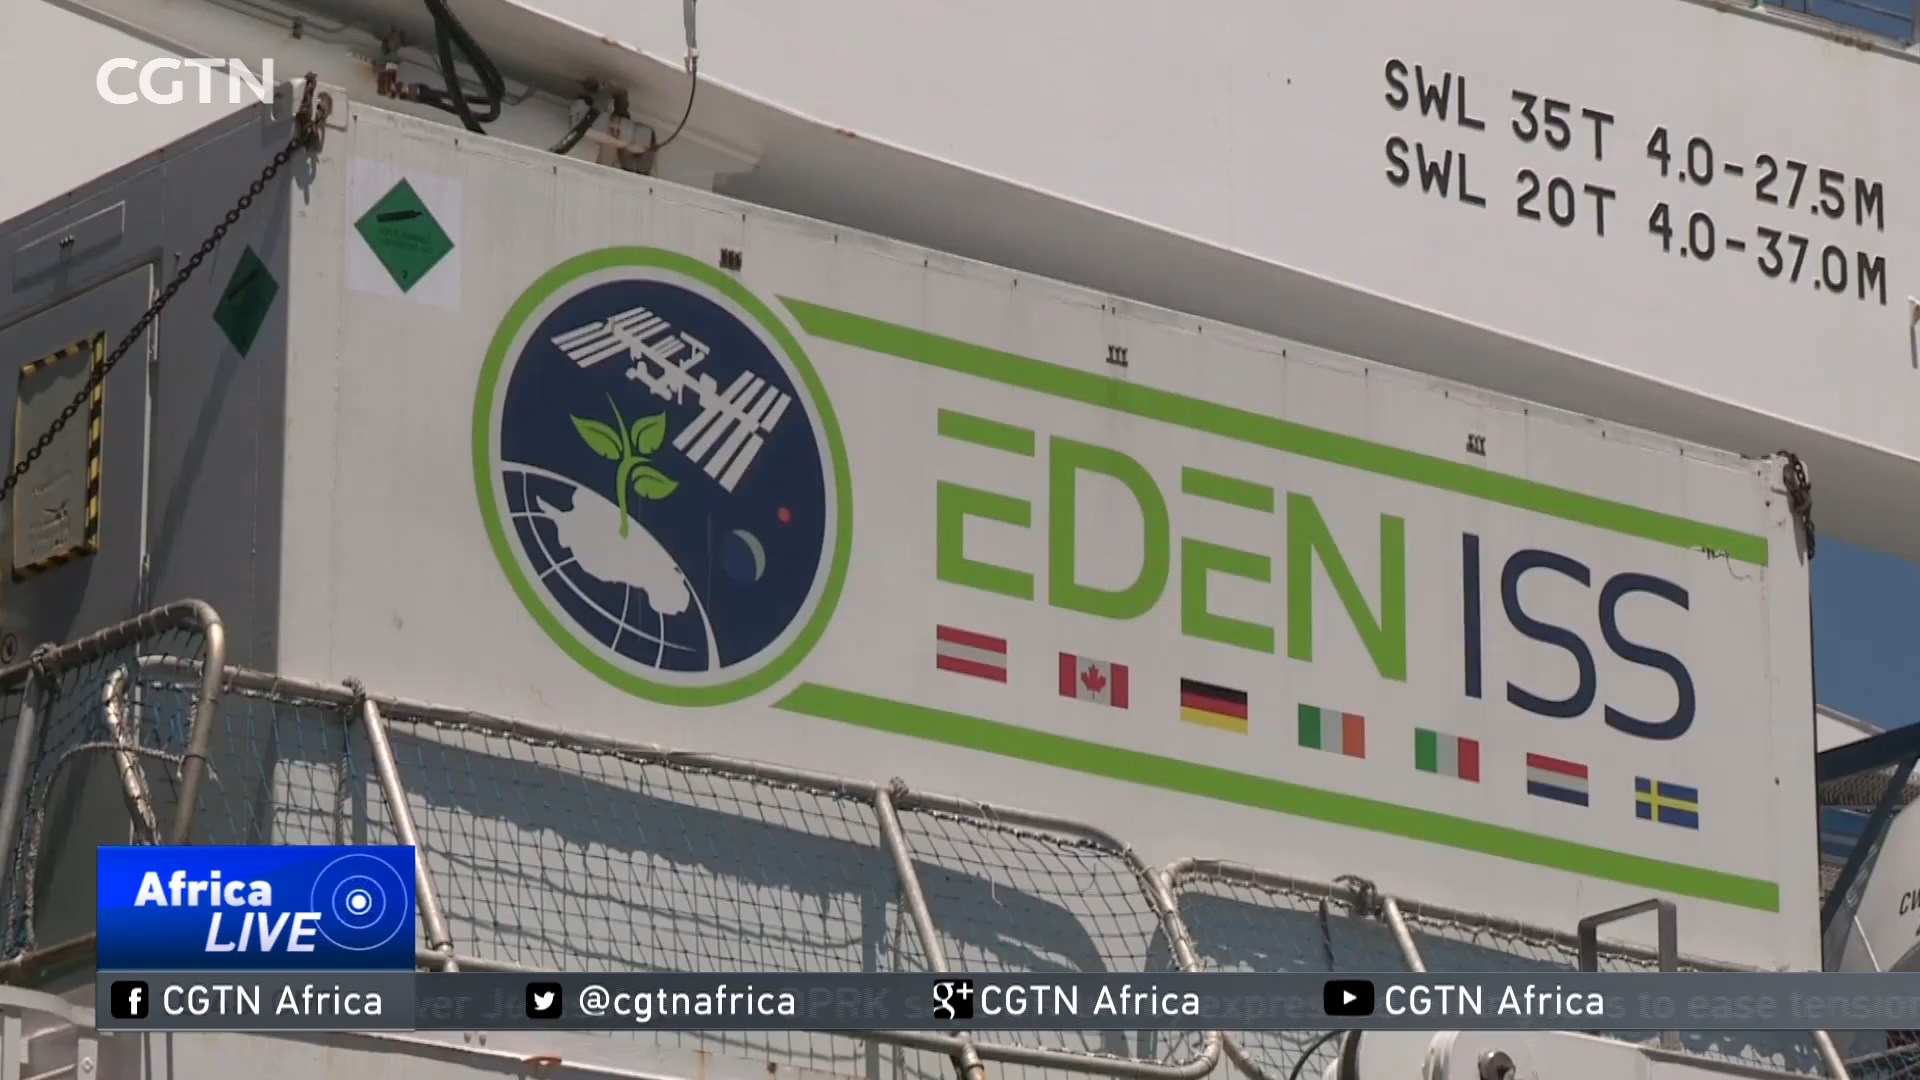 CGTN
SWL 35T 4.0-27.5M
SWL 20T 4.0-37.0M
EDEN ISS
Africa
LIVE
CGTN Africa
@cgtnafrica
CGTN Africa
CGTN Africa